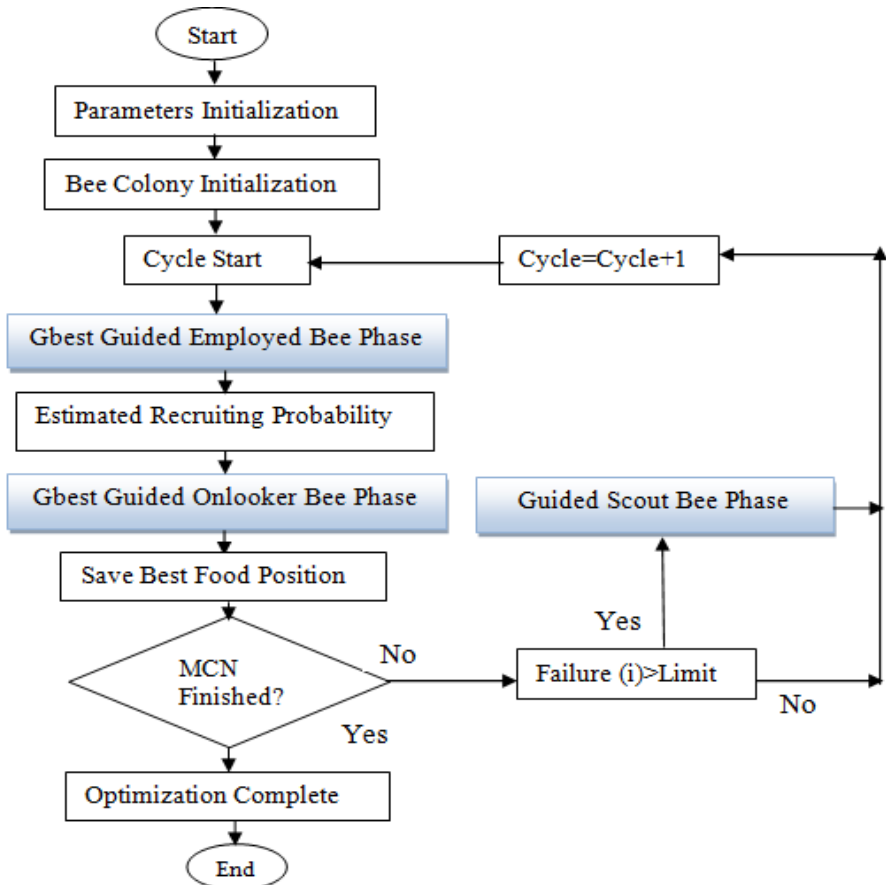 Start
Parameters Initialization
Bee Colony Initialization
Cycle Start
Cycle=Cycle+1
Gbest Guided Employed Bee Phase
Estimated Recruiting Probability
Gbest Guided Onlooker Bee Phase
Guided Scout Bee Phase
Save Best Food Position
Yes
MCN
Finished?
No
Failure (i)>Limit
No
Yes
Optimization Complete
End